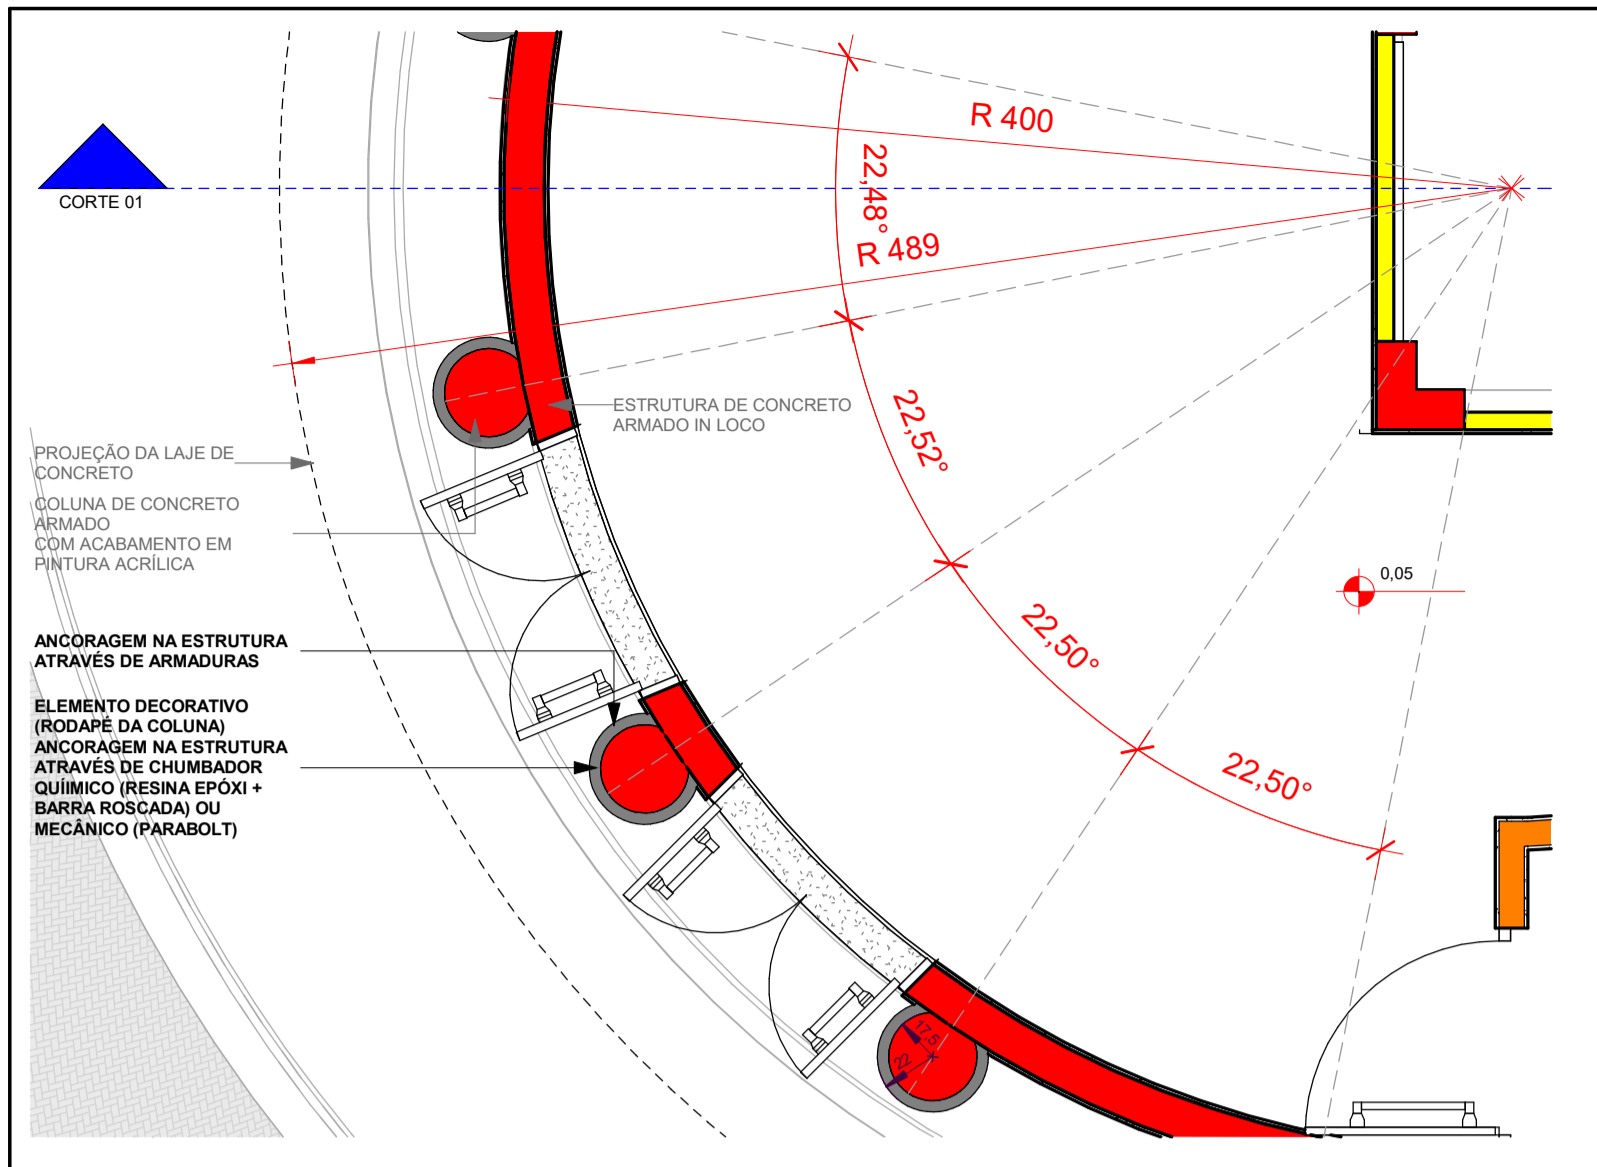 CORTE 01
R 400
22,48°
R 489
22,52°
22,50°
22,50°
ESTRUTURA DE CONCRETO
ARMADO IN LOCO
PROJEÇÃO DA LAJE DE
CONCRETO
COLUNA DE CONCRETO
ARMADO
COM ACABAMENTO EM
PINTURA ACRÍLICA
0,05
ANCORAGEM NA ESTRUTURA
ATRAVÉS DE ARMADURAS
ELEMENTO DECORATIVO
(RODAPÉ DA COLUNA)
ANCORAGEM NA ESTRUTURA
ATRAVÉS DE CHUMBADOR
QUÍIMICO (RESINA EPÓXI +
BARRA ROSCADA) OU
MECÂNICO (PARABOLT)
17,5
22